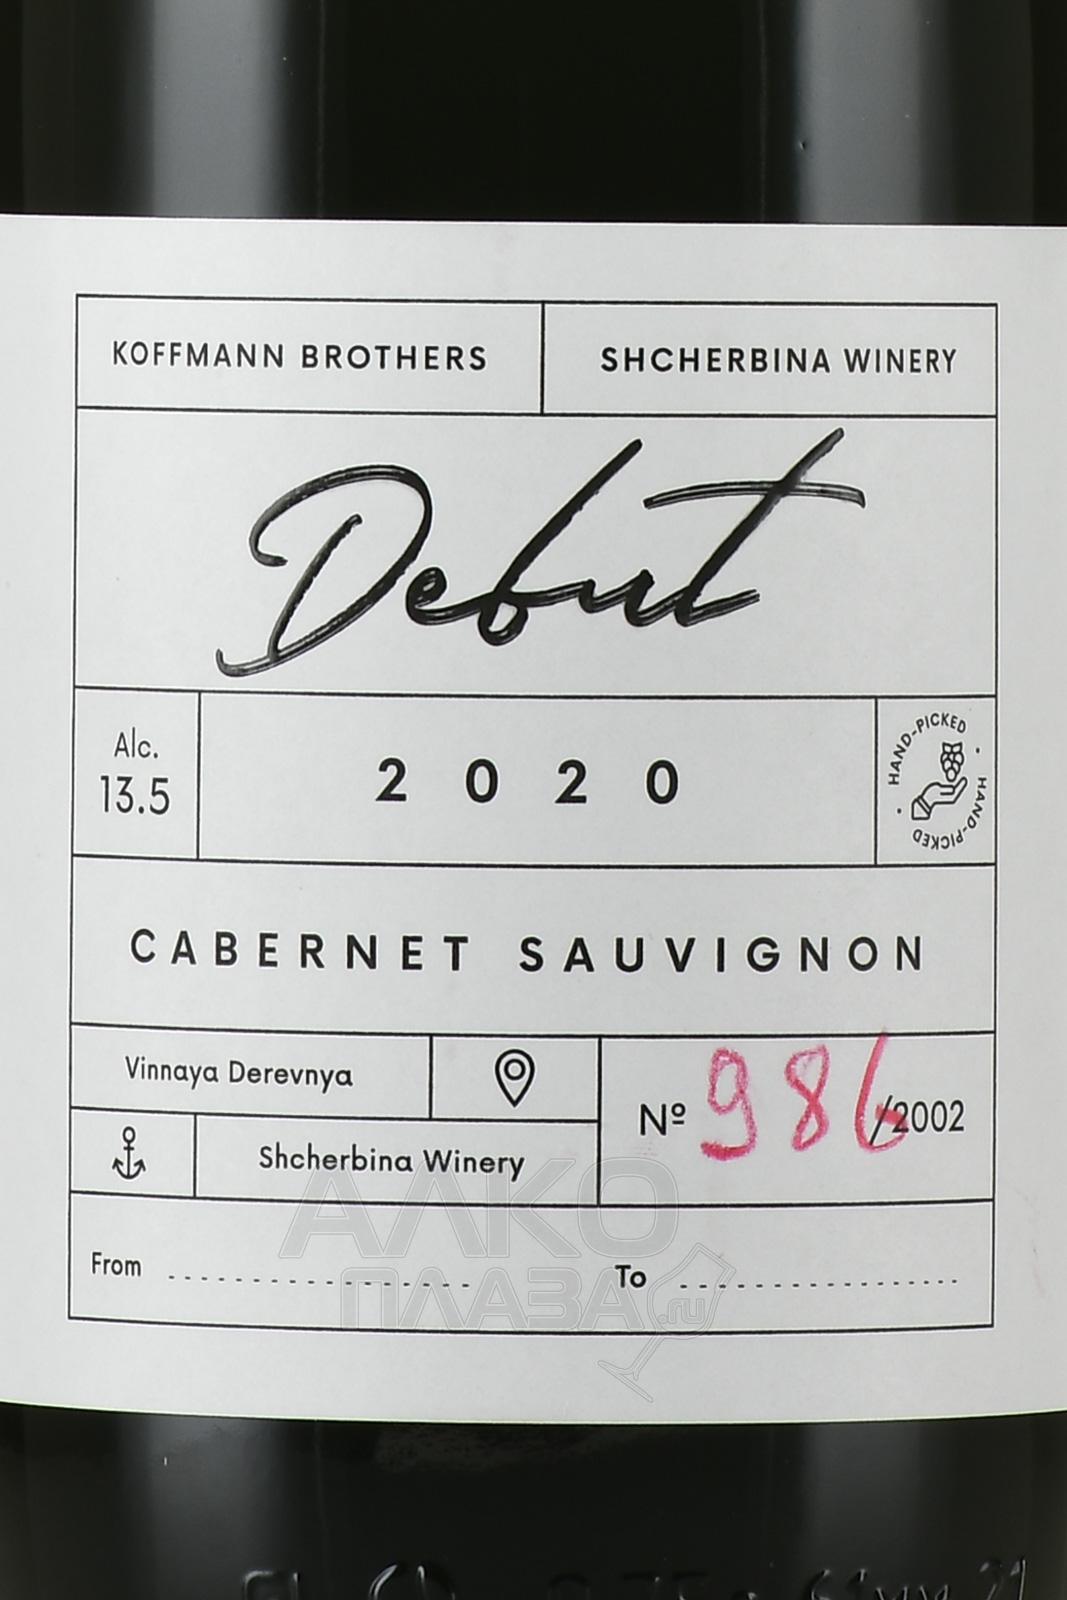 KOFFMANN BROTHERS
SHCHERBINA WINERY
Debut
Alc.
13.5
2020
HAND-PICKED · HAND-PICKED ·
CABERNET SAUVIGNON
Vinnaya Derevnya
Nº 986/2002
Shcherbina Winery
From To
АЛКО
ПЛАЗА.ru